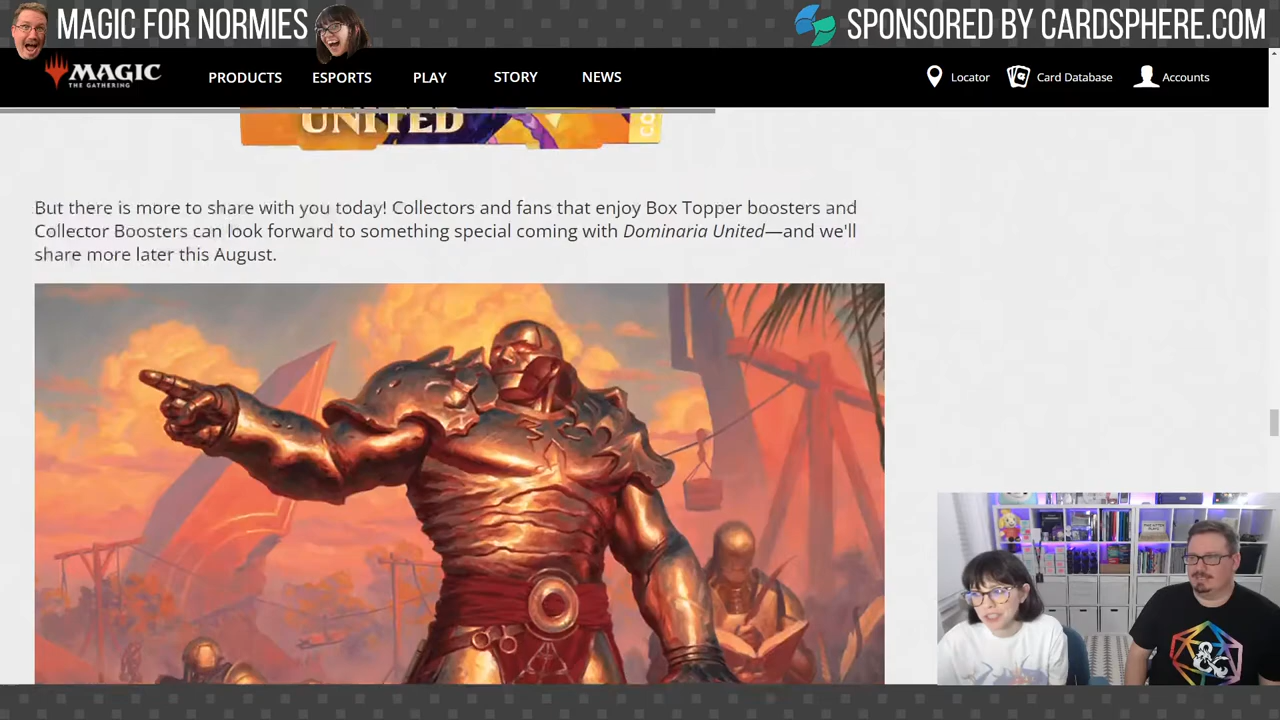 MAGIC FOR NORMIES
SPONSORED BY CARDSPHERE.COM
MAGIC
THE GATHERING
PRODUCTS
ESPORTS
PLAY
STORY
NEWS
Locator
Card Database
Accounts
UNITED
But there is more to share with you today! Collectors and fans that enjoy Box Topper boosters and
Collector Boosters can look forward to something special coming with Dominaria United—and we'll
share more later this August.